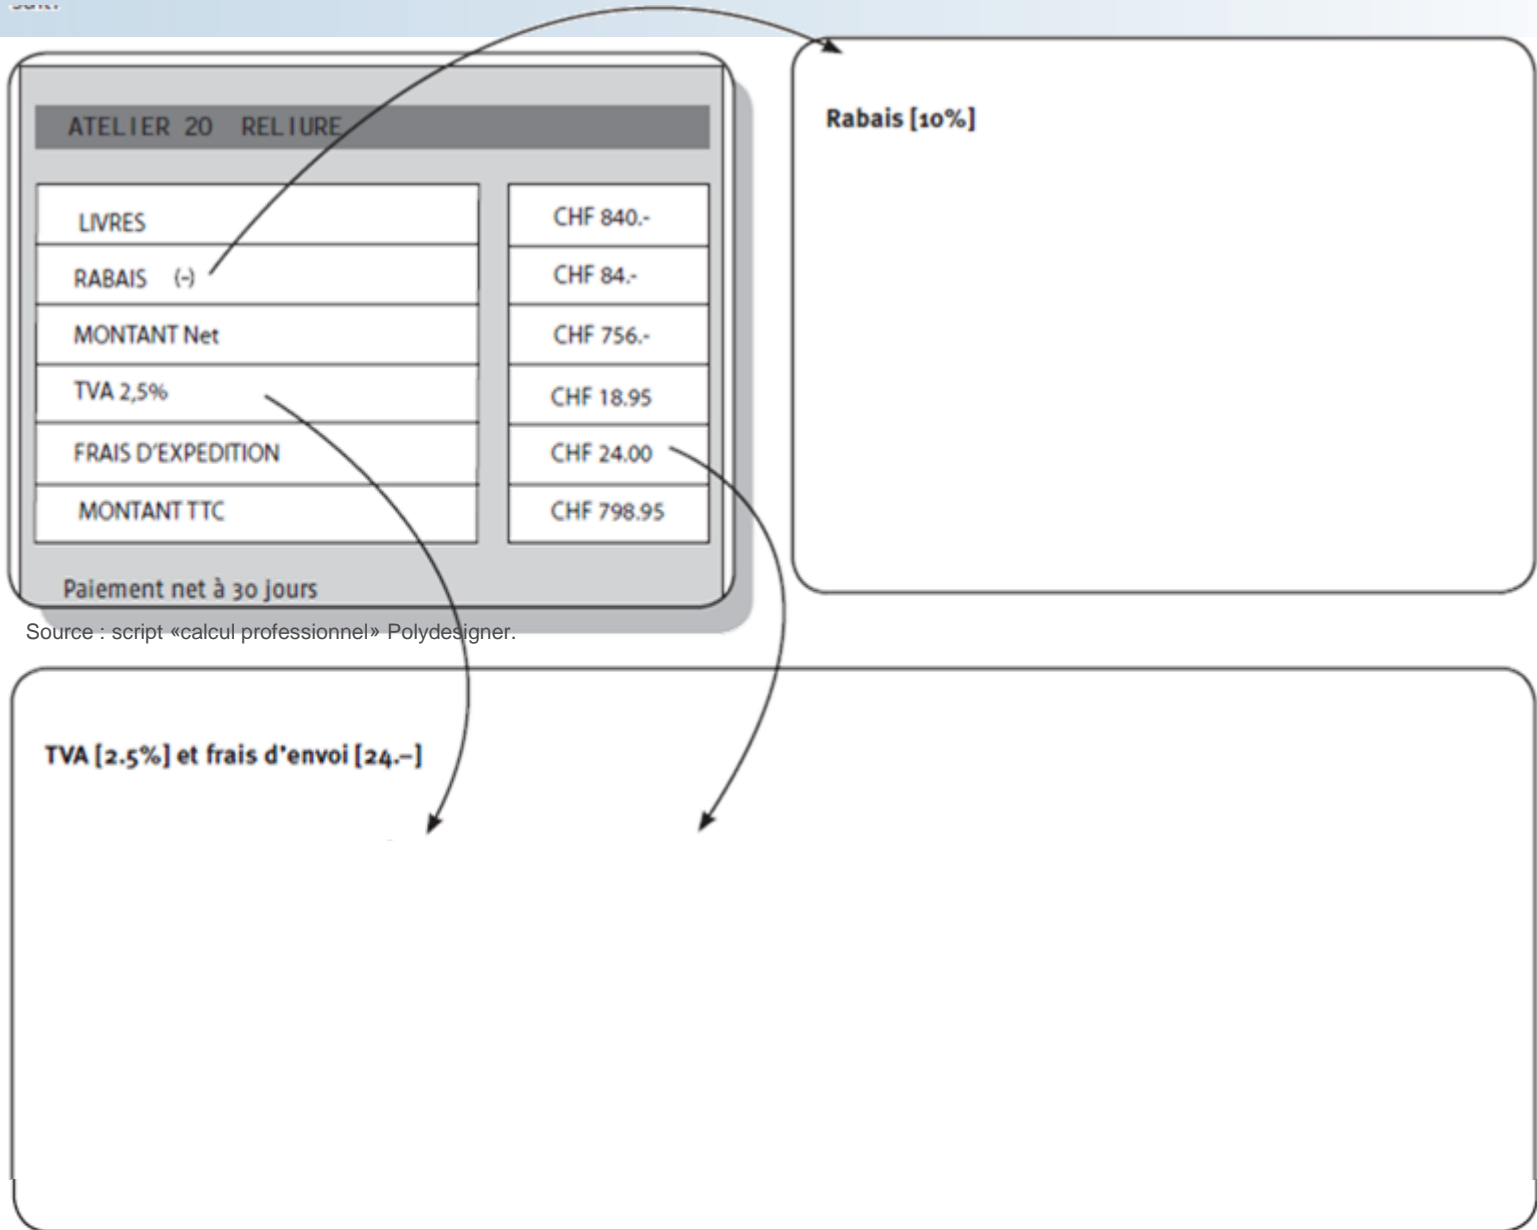 ATELIER 20 RELIURE
LIVRES CHF 840.-
RABAIS (-) CHF 84.-
MONTANT Net CHF 756.-
TVA 2,5% CHF 18.95
FRAIS D'EXPEDITION CHF 24.00
MONTANT TTC CHF 798.95
Paiement net à 30 jours
Source : script «calcul professionnel» Polydesigner.
Rabais [10%]
TVA [2.5%] et frais d'envoi [24.–]